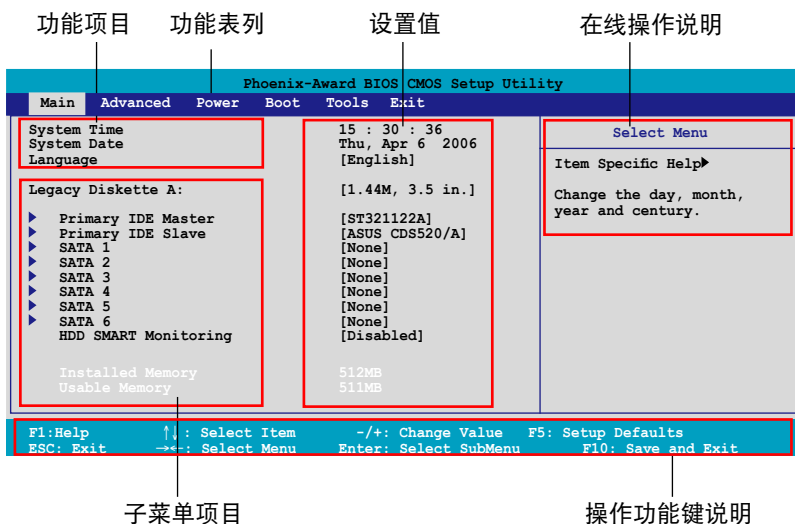 功能项目 功能表列 设置值 在线操作说明
Phoenix-Award BIOS CMOS Setup Utility
Main Advanced Power Boot Tools Exit
System Time 15 : 30 : 36
System Date Thu, Apr 6 2006
Language [English]
Legacy Diskette A: [1.44M, 3.5 in.]
Primary IDE Master [ST321122A]
Primary IDE Slave [ASUS CDS520/A]
SATA 1 [None]
SATA 2 [None]
SATA 3 [None]
SATA 4 [None]
SATA 5 [None]
SATA 6 [None]
HDD SMART Monitoring [Disabled]
Installed Memory 512MB
Usable Memory 511MB
Select Menu
Item Specific Help
Change the day, month,
year and century.
F1:Help ↑↓: Select Item -/+: Change Value F5: Setup Defaults
ESC: Exit →←: Select Menu Enter: Select SubMenu F10: Save and Exit
子菜单项目 操作功能键说明